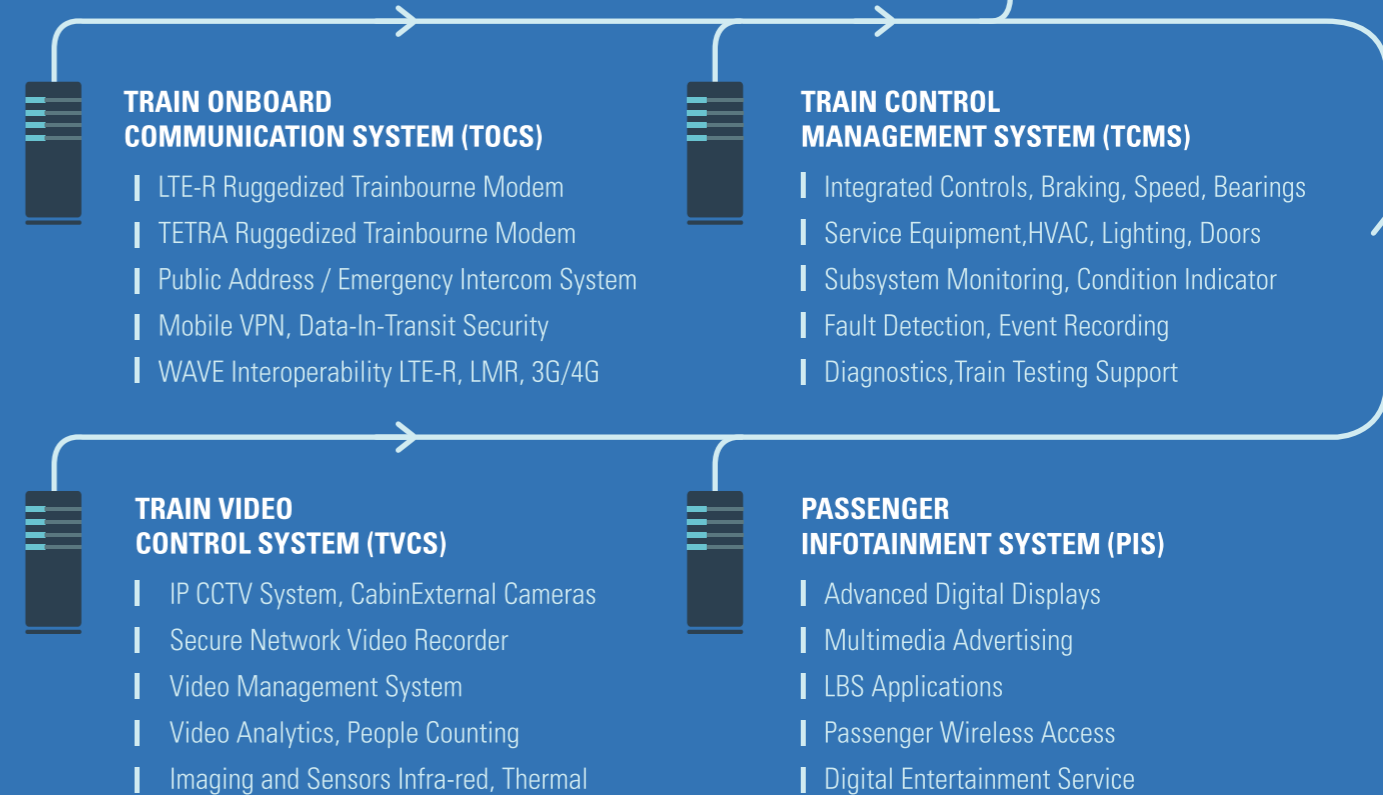 TRAIN ONBOARD
COMMUNICATION SYSTEM (TOCS)
LTE-R Ruggedized Trainbourne Modem
TETRA Ruggedized Trainbourne Modem
Public Address / Emergency Intercom System
Mobile VPN, Data-In-Transit Security
WAVE Interoperability LTE-R, LMR, 3G/4G
TRAIN CONTROL
MANAGEMENT SYSTEM (TCMS)
Integrated Controls, Braking, Speed, Bearings
Service Equipment,HVAC, Lighting, Doors
Subsystem Monitoring, Condition Indicator
Fault Detection, Event Recording
Diagnostics,Train Testing Support
TRAIN VIDEO
CONTROL SYSTEM (TVCS)
IP CCTV System, CabinExternal Cameras
Secure Network Video Recorder
Video Management System
Video Analytics, People Counting
Imaging and Sensors Infra-red, Thermal
PASSENGER
INFOTAINMENT SYSTEM (PIS)
Advanced Digital Displays
Multimedia Advertising
LBS Applications
Passenger Wireless Access
Digital Entertainment Service